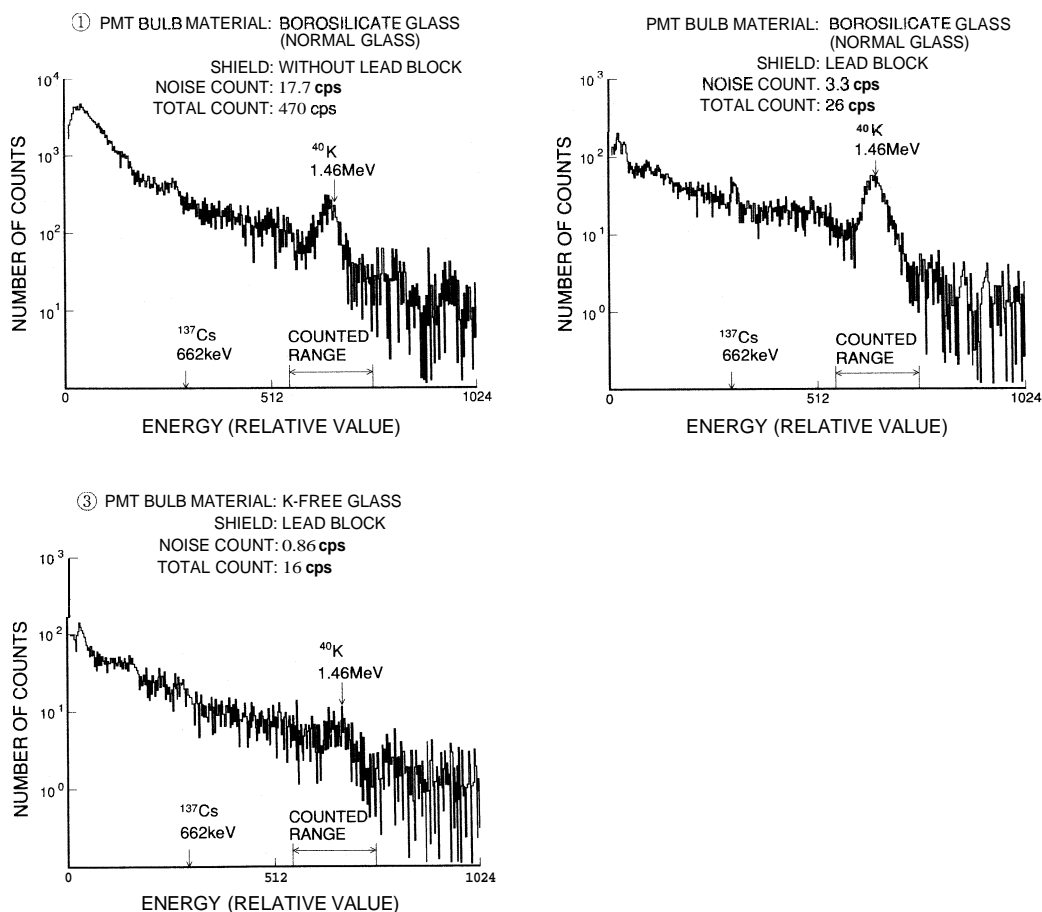 ① PMT BULB MATERIAL: BOROSILICATE GLASS
(NORMAL GLASS)
SHIELD: WITHOUT LEAD BLOCK
NOISE COUNT: 17.7 cps
TOTAL COUNT: 470 cps
10⁴
10³
10²
10¹
NUMBER OF COUNTS
⁴⁰K
1.46MeV
¹³⁷Cs
662keV
COUNTED
RANGE
0 512 1024
ENERGY (RELATIVE VALUE)
PMT BULB MATERIAL: BOROSILICATE GLASS
(NORMAL GLASS)
SHIELD: LEAD BLOCK
NOISE COUNT. 3.3 cps
TOTAL COUNT: 26 cps
10³
10²
10¹
10⁰
NUMBER OF COUNTS
⁴⁰K
1.46MeV
¹³⁷Cs
662keV
COUNTED
RANGE
0 512 1024
ENERGY (RELATIVE VALUE)
③ PMT BULB MATERIAL: K-FREE GLASS
SHIELD: LEAD BLOCK
NOISE COUNT: 0.86 cps
TOTAL COUNT: 16 cps
10³
10²
10¹
10⁰
NUMBER OF COUNTS
⁴⁰K
1.46MeV
¹³⁷Cs
662keV
COUNTED
RANGE
0 512 1024
ENERGY (RELATIVE VALUE)